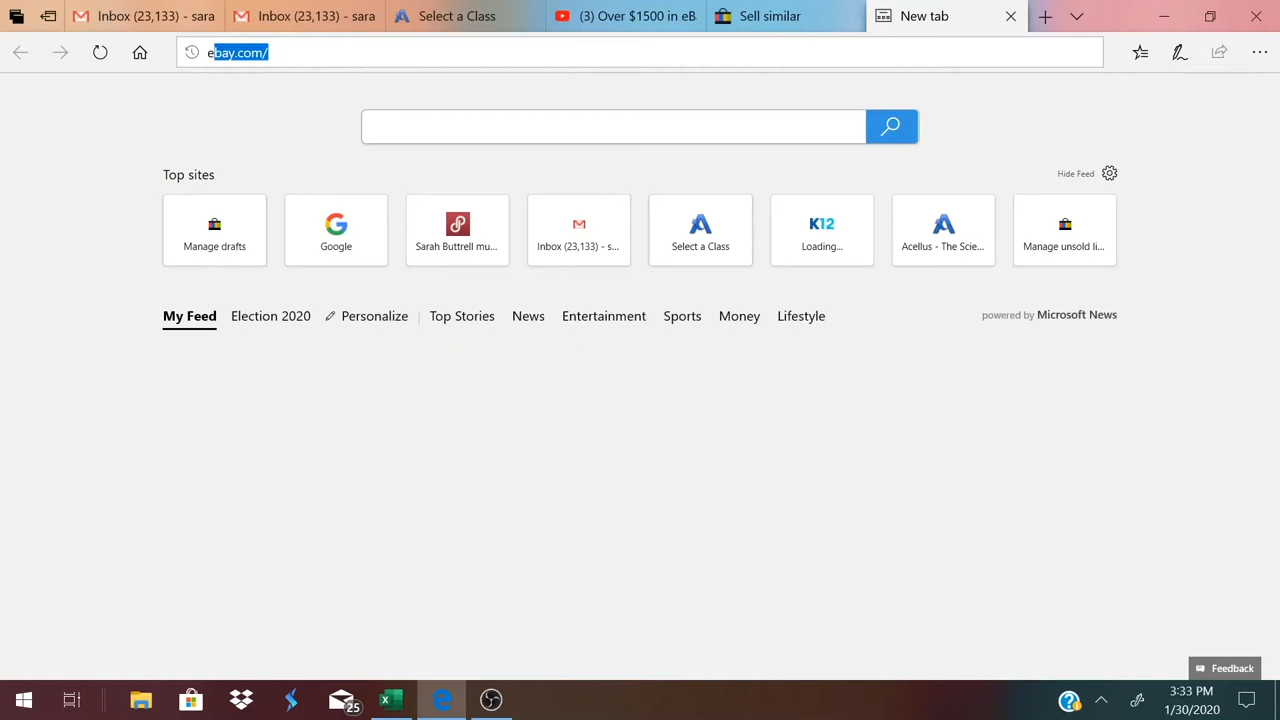 Inbox (23,133) - sara
Inbox (23,133) - sara
Select a Class
(3) Over $1500 in eB
Sell similar
New tab
ebay.com/
Top sites
Hide Feed
Manage drafts
Google
Sarah Buttrell mu...
Inbox (23,133) - s...
Select a Class
K12
Loading...
Acellus - The Scie...
Manage unsold li...
My Feed
Election 2020
Personalize
Top Stories
News
Entertainment
Sports
Money
Lifestyle
powered by Microsoft News
Feedback
25
3:33 PM
1/30/2020